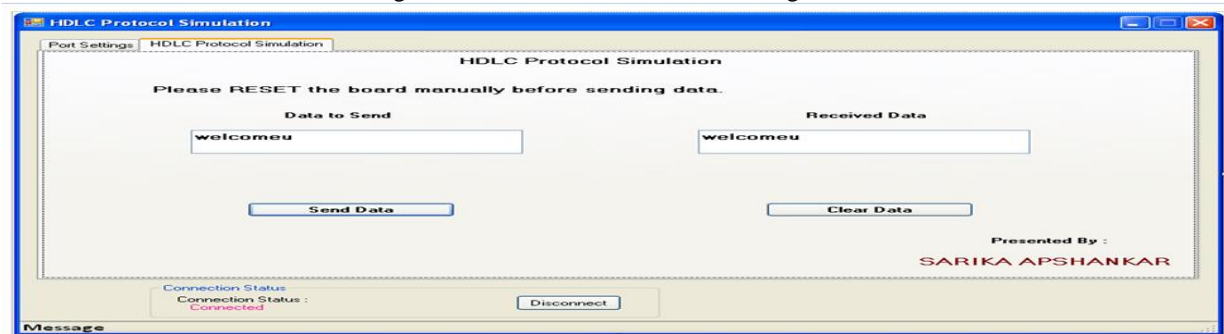 HDLC Protocol Simulation
Port Settings HDLC Protocol Simulation
HDLC Protocol Simulation
Please RESET the board manually before sending data.
Data to Send Received Data
welcomeu welcomeu
Send Data Clear Data
Presented By :
SARIKA APSHANKAR
Connection Status
Connection Status :
Connected
Disconnect
Message